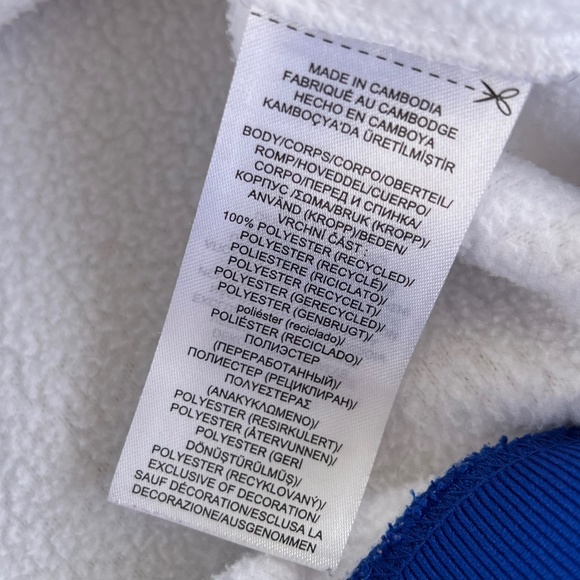 MADE IN CAMBODIA
FABRIQUÉ AU CAMBODGE
HECHO EN CAMBOYA
KAMBOÇYA'DA ÜRETİLMİŞTİR
BODY/CORPS/CORPO/OBERTEIL/
ROMP/HOVEDDEL/CUERPO/
CORPO/ПЕРЕД И СПИНКА/
КОРПУС /ΣΩΜΑ/BRUK (KROPP)/
ANVÄND (KROPP)/BEDEN/
VRCHNÍ ČÁST :
100% POLYESTER (RECYCLED)/
POLYESTER (RECYCLÉ)/
POLIESTERE (RICICLATO)/
POLYESTER (RECYCELT)/
POLYESTER (GERECYCLED)/
POLYESTER (GENBRUGT)/
poliéster (reciclado)/
POLIÉSTER (RECICLADO)/
ПОЛИЭСТЕР
(ПЕРЕРАБОТАННЫЙ)/
ПОЛИЕСТЕР (РЕЦИКЛИРАН)/
ΠΟΛΥΕΣΤΕΡΑΣ
(ΑΝΑΚΥΚΛΩΜΕΝΟ)/
POLYESTER (RESIRKULERT)/
POLYESTER (ÅTERVUNNEN)/
POLYESTER (GERİ
DÖNÜŞTÜRÜLMÜŞ)/
POLYESTER (RECYKLOVANÝ)/
EXCLUSIVE OF DECORATION/
SAUF DÉCORATION/ESCLUSA LA
DECORAZIONE/AUSGENOMMEN